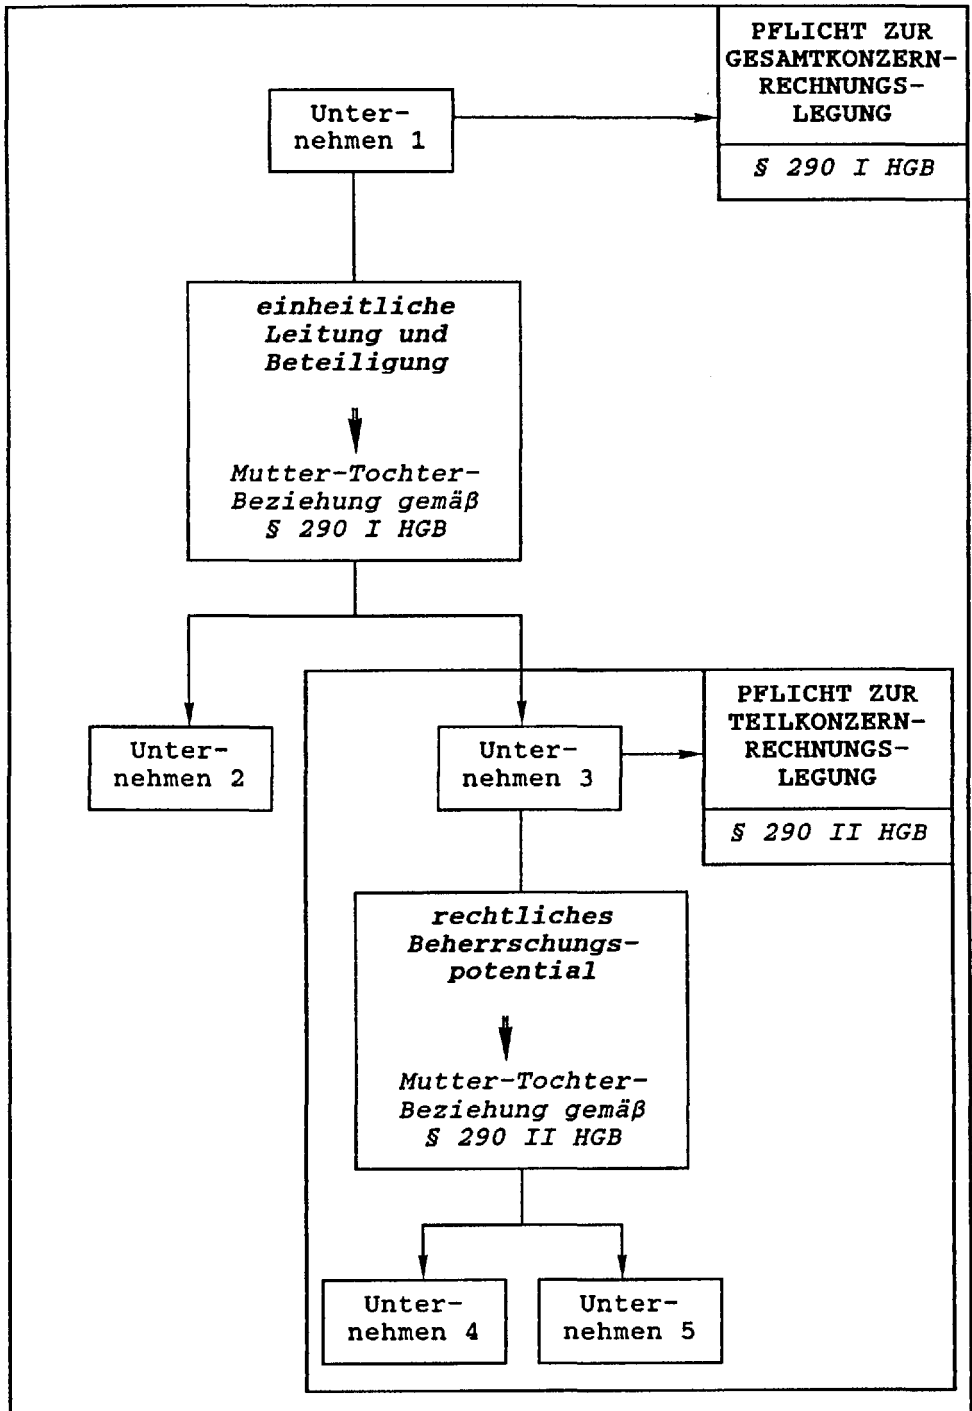 PFLICHT ZUR
GESAMTKONZERN-
RECHNUNGS-
LEGUNG
§ 290 I HGB
Unter-
nehmen 1
einheitliche
Leitung und
Beteiligung
Mutter-Tochter-
Beziehung gemäß
§ 290 I HGB
Unter-
nehmen 2
Unter-
nehmen 3
PFLICHT ZUR
TEILKONZERN-
RECHNUNGS-
LEGUNG
§ 290 II HGB
rechtliches
Beherrschungs-
potential
Mutter-Tochter-
Beziehung gemäß
§ 290 II HGB
Unter-
nehmen 4
Unter-
nehmen 5